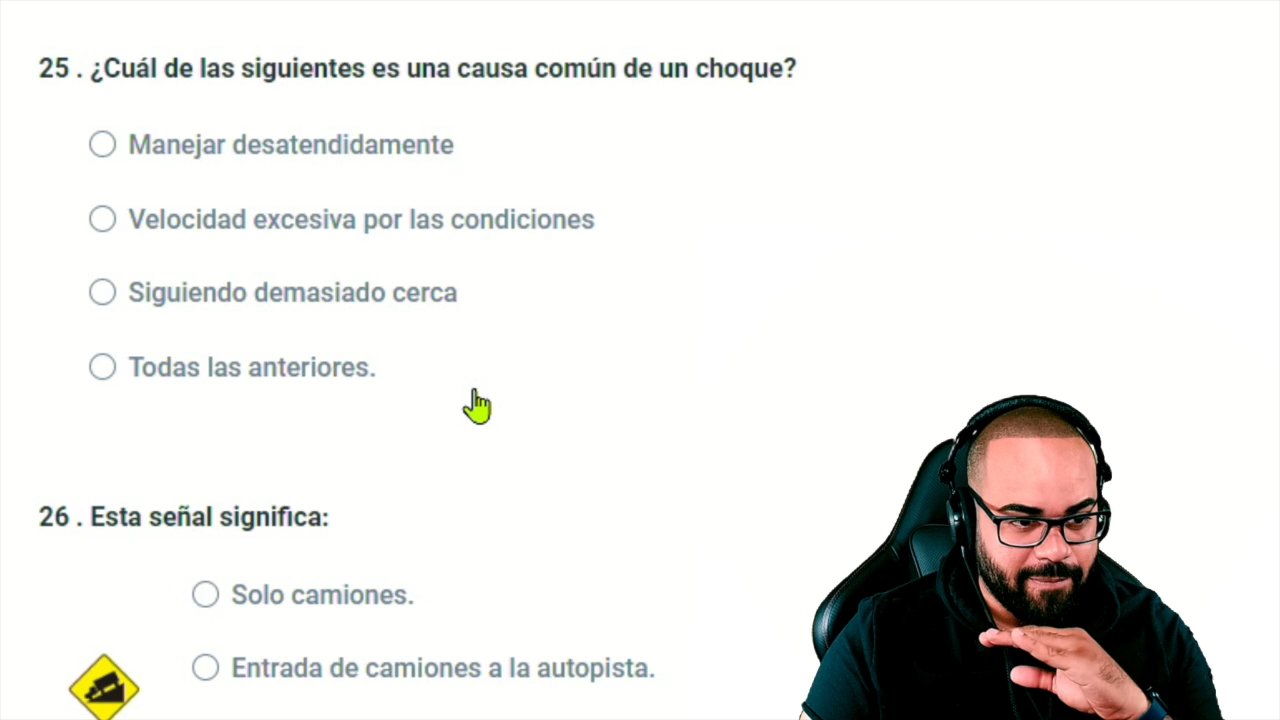 25 . ¿Cuál de las siguientes es una causa común de un choque?
Manejar desatendidamente
Velocidad excesiva por las condiciones
Siguiendo demasiado cerca
Todas las anteriores.
26 . Esta señal significa:
Solo camiones.
Entrada de camiones a la autopista.